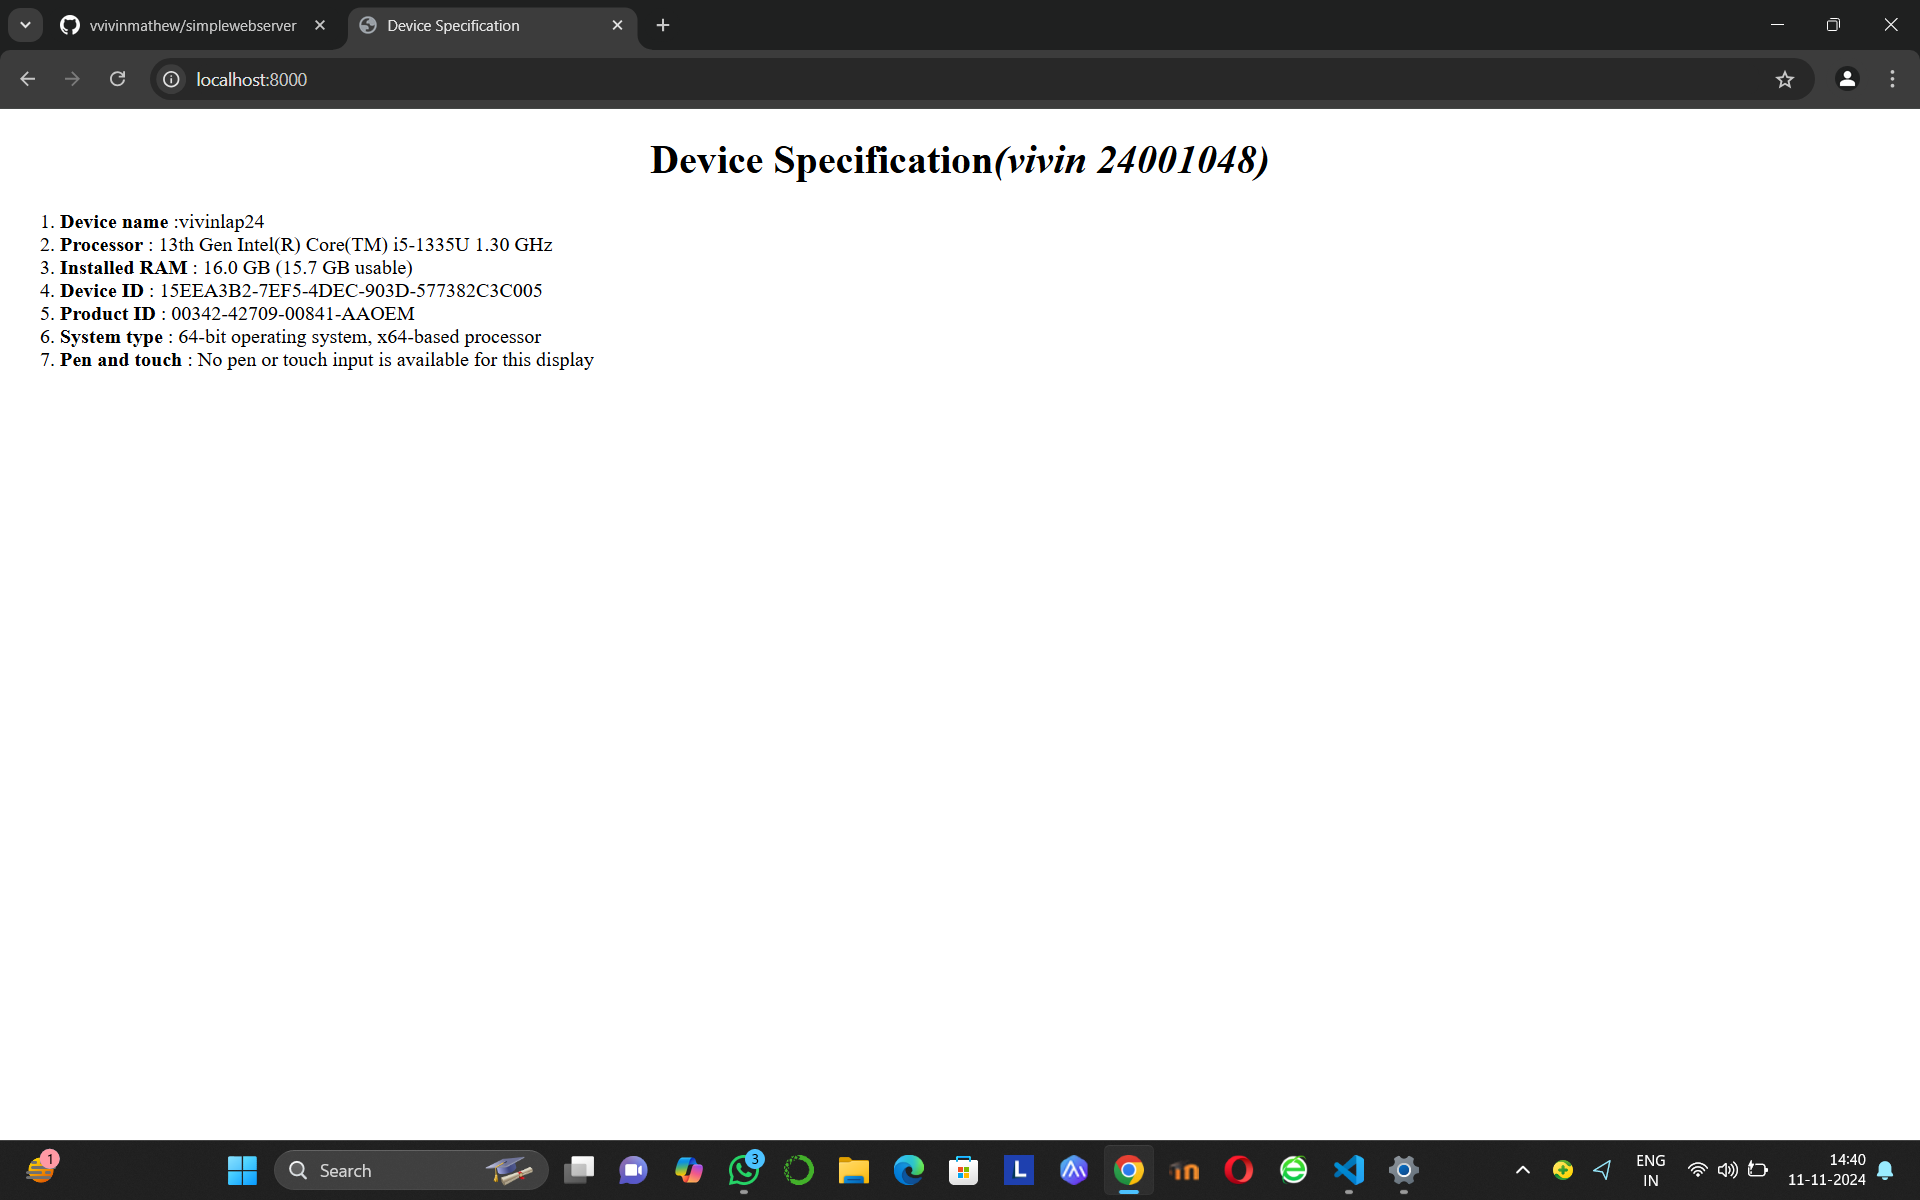 vvivinmathew/simplewebserver
Device Specification
localhost:8000
Device Specification(vivin 24001048)
1. Device name :vivinlap24
2. Processor : 13th Gen Intel(R) Core(TM) i5-1335U 1.30 GHz
3. Installed RAM : 16.0 GB (15.7 GB usable)
4. Device ID : 15EEA3B2-7EF5-4DEC-903D-577382C3C005
5. Product ID : 00342-42709-00841-AAOEM
6. System type : 64-bit operating system, x64-based processor
7. Pen and touch : No pen or touch input is available for this display
1
Search
3
L
ENG
IN
14:40
11-11-2024